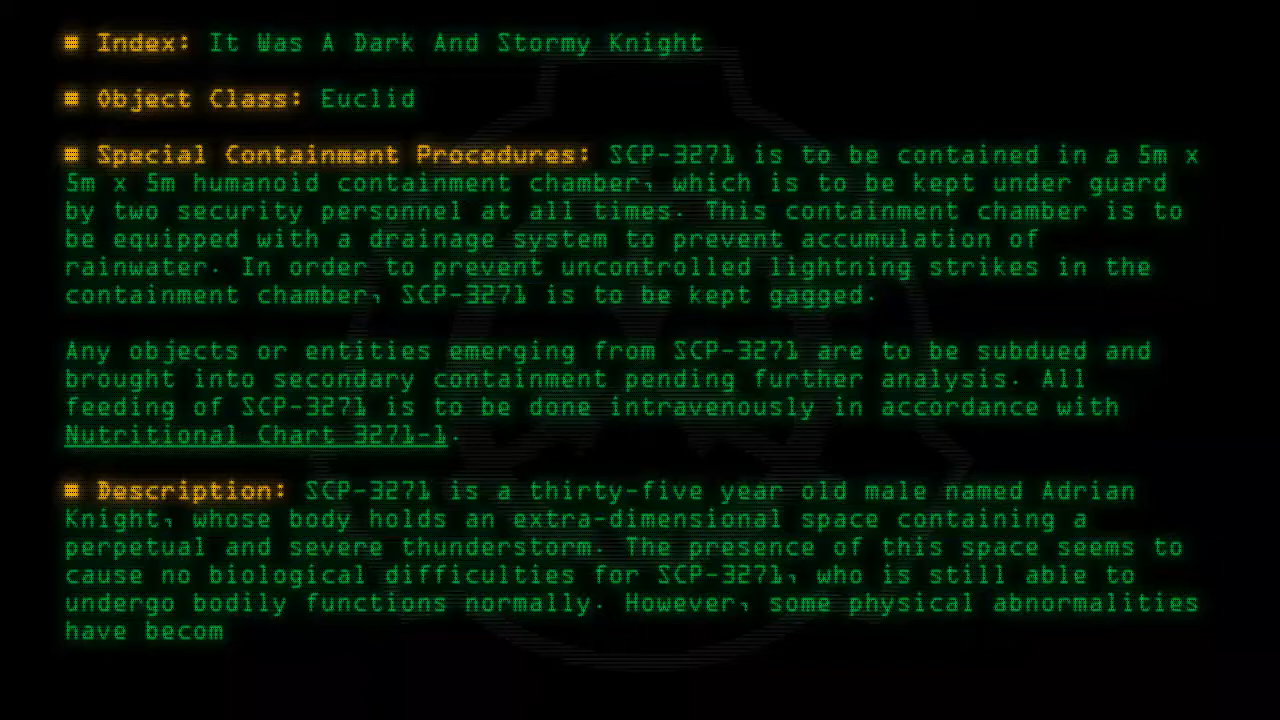 ■ Index: It Was A Dark And Stormy Knight
■ Object Class: Euclid
■ Special Containment Procedures: SCP-3271 is to be contained in a 5m x
5m x 5m humanoid containment chamber, which is to be kept under guard
by two security personnel at all times. This containment chamber is to
be equipped with a drainage system to prevent accumulation of
rainwater. In order to prevent uncontrolled lightning strikes in the
containment chamber, SCP-3271 is to be kept gagged.
Any objects or entities emerging from SCP-3271 are to be subdued and
brought into secondary containment pending further analysis. All
feeding of SCP-3271 is to be done intravenously in accordance with
Nutritional Chart 3271-1.
■ Description: SCP-3271 is a thirty-five year old male named Adrian
Knight, whose body holds an extra-dimensional space containing a
perpetual and severe thunderstorm. The presence of this space seems to
cause no biological difficulties for SCP-3271, who is still able to
undergo bodily functions normally. However, some physical abnormalities
have becom